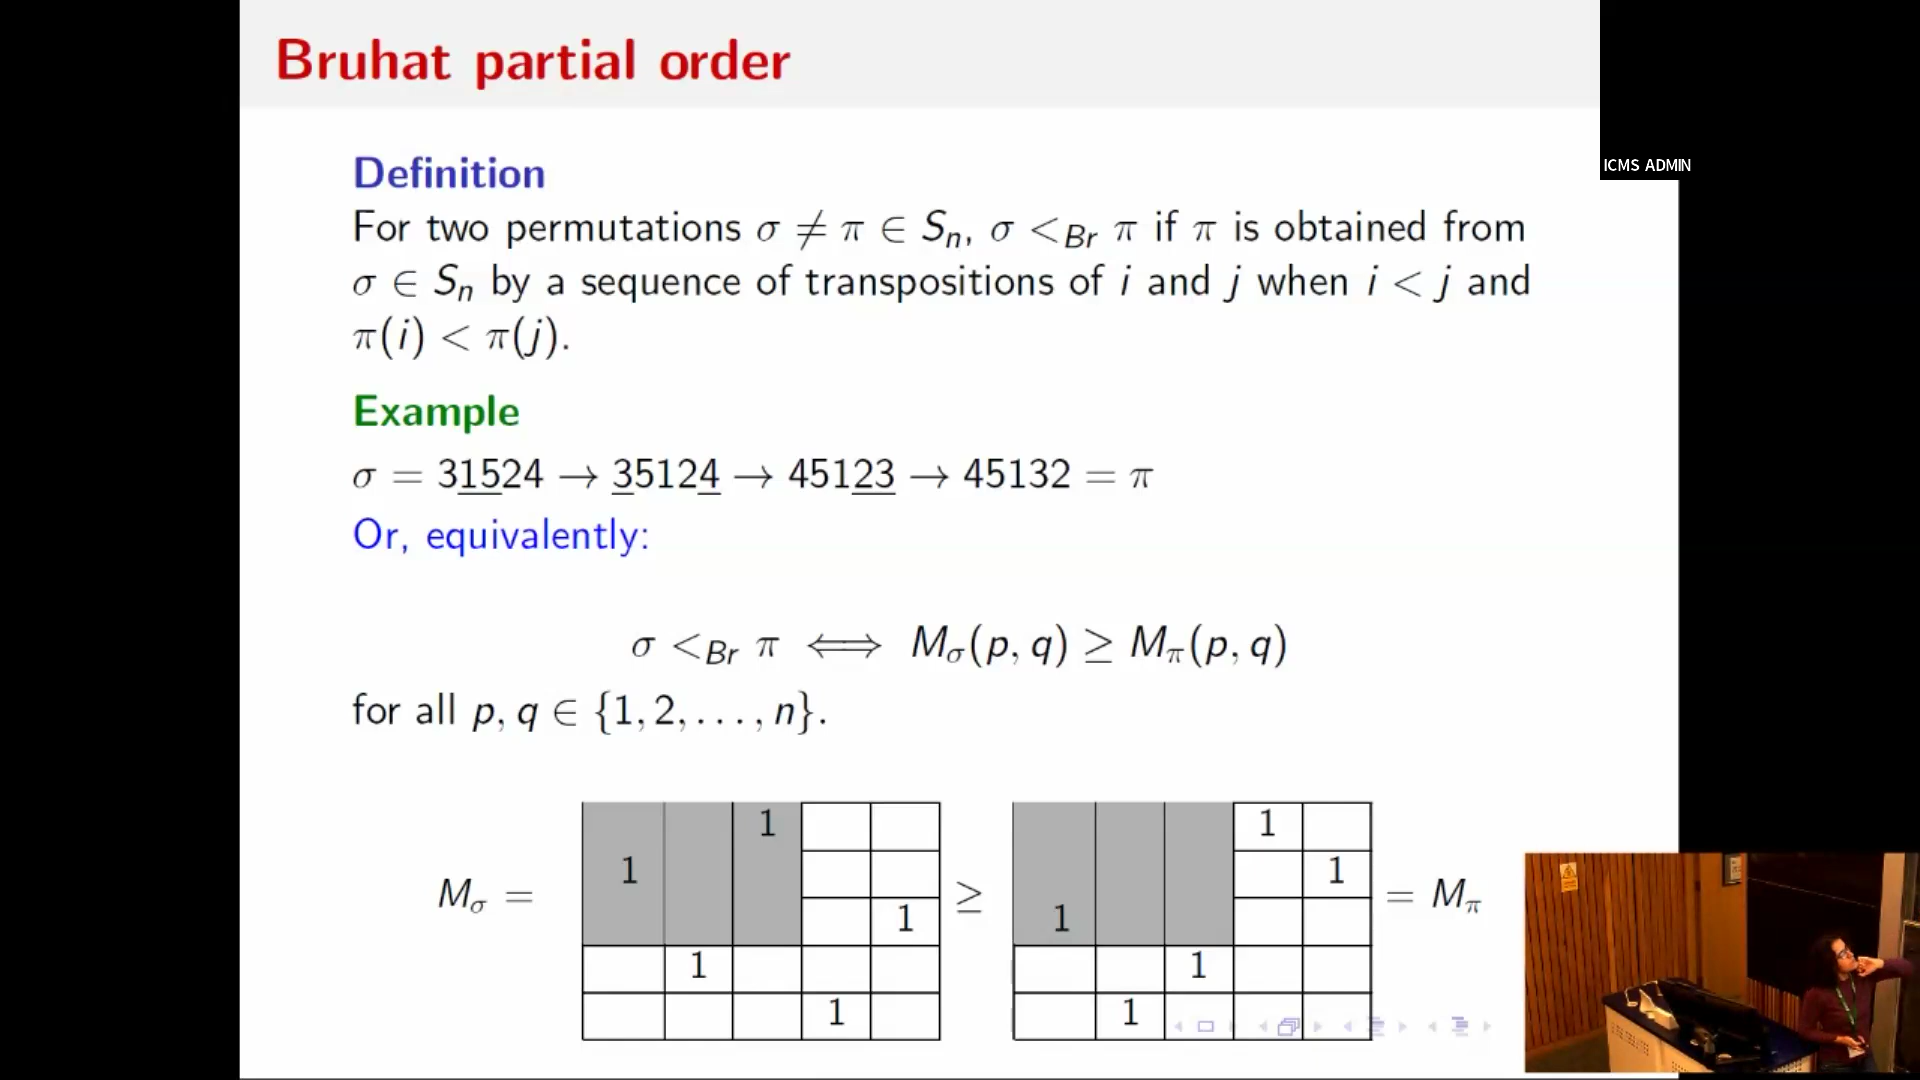 Bruhat partial order
ICMS ADMIN
Definition
For two permutations σ ≠ π ∈ Sₙ, σ <_Br π if π is obtained from
σ ∈ Sₙ by a sequence of transpositions of i and j when i < j and
π(i) < π(j).
Example
σ = 31524 → 35124 → 45123 → 45132 = π
Or, equivalently:
σ <_Br π ⟺ M_σ(p, q) ≥ M_π(p, q)
for all p, q ∈ {1, 2, . . . , n}.
1 1
1 1
M_σ = ≥ = M_π
1 1
1 1
1 1